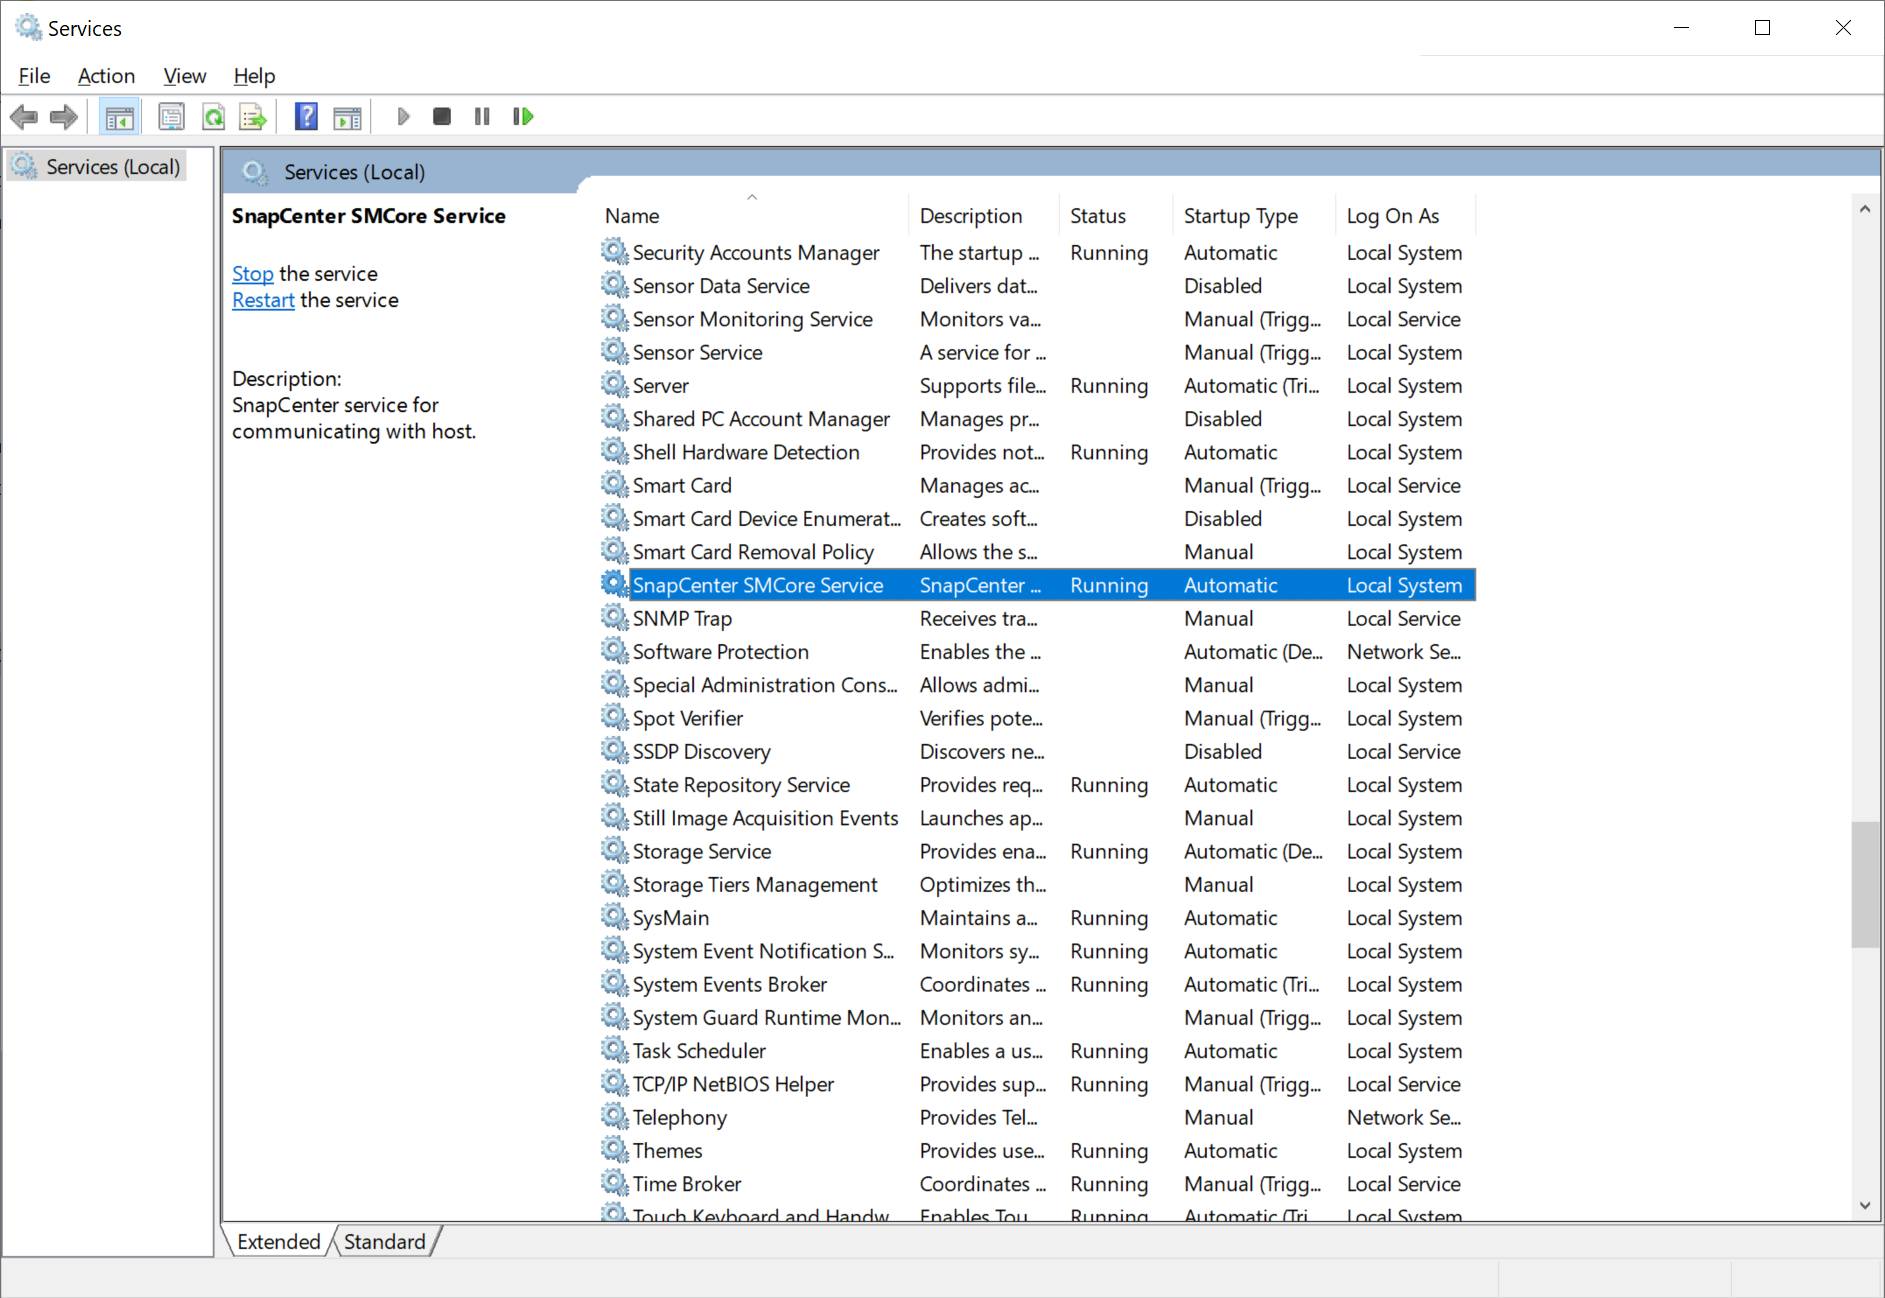 Services
File Action View Help
Services (Local)
Services (Local)
SnapCenter SMCore Service
Stop the service
Restart the service
Description:
SnapCenter service for
communicating with host.
Name Description Status Startup Type Log On As
Security Accounts Manager The startup ... Running Automatic Local System
Sensor Data Service Delivers dat... Disabled Local System
Sensor Monitoring Service Monitors va... Manual (Trigg... Local Service
Sensor Service A service for ... Manual (Trigg... Local System
Server Supports file... Running Automatic (Tri... Local System
Shared PC Account Manager Manages pr... Disabled Local System
Shell Hardware Detection Provides not... Running Automatic Local System
Smart Card Manages ac... Manual (Trigg... Local Service
Smart Card Device Enumerat... Creates soft... Disabled Local System
Smart Card Removal Policy Allows the s... Manual Local System
SnapCenter SMCore Service SnapCenter ... Running Automatic Local System
SNMP Trap Receives tra... Manual Local Service
Software Protection Enables the ... Automatic (De... Network Se...
Special Administration Cons... Allows admi... Manual Local System
Spot Verifier Verifies pote... Manual (Trigg... Local System
SSDP Discovery Discovers ne... Disabled Local Service
State Repository Service Provides req... Running Automatic Local System
Still Image Acquisition Events Launches ap... Manual Local System
Storage Service Provides ena... Running Automatic (De... Local System
Storage Tiers Management Optimizes th... Manual Local System
SysMain Maintains a... Running Automatic Local System
System Event Notification S... Monitors sy... Running Automatic Local System
System Events Broker Coordinates ... Running Automatic (Tri... Local System
System Guard Runtime Mon... Monitors an... Manual (Trigg... Local System
Task Scheduler Enables a us... Running Automatic Local System
TCP/IP NetBIOS Helper Provides sup... Running Manual (Trigg... Local Service
Telephony Provides Tel... Manual Network Se...
Themes Provides use... Running Automatic Local System
Time Broker Coordinates ... Running Manual (Trigg... Local Service
Touch Keyboard and Handw... Enables Tou... Running Automatic (Tri... Local System
Extended Standard